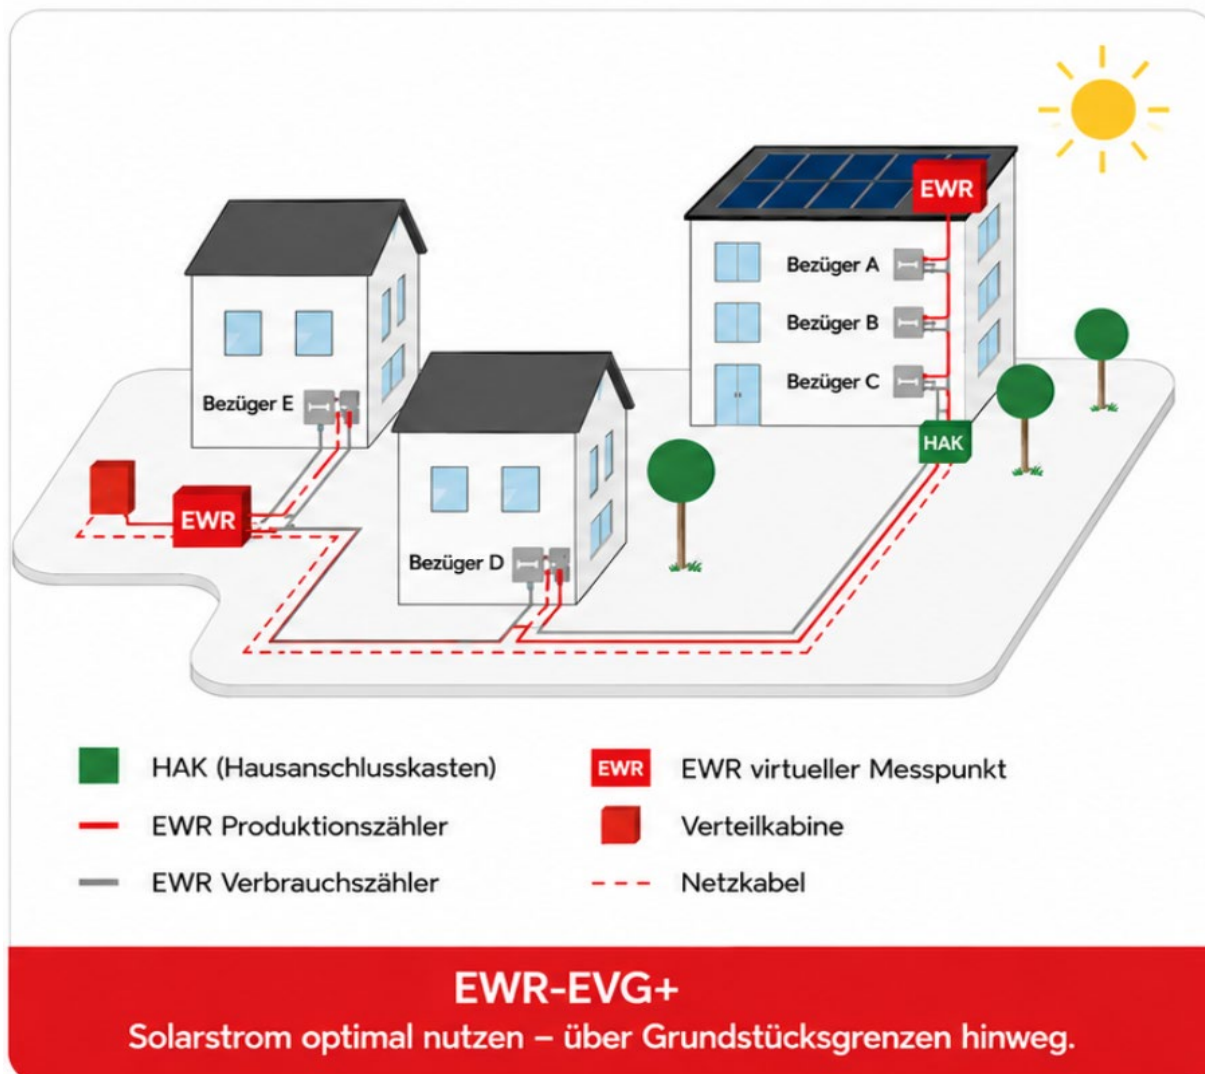 EWR
Bezüger A
Bezüger B
Bezüger C
HAK
Bezüger E
EWR
Bezüger D
HAK (Hausanschlusskasten)
EWR EWR virtueller Messpunkt
EWR Produktionszähler
Verteilkabine
EWR Verbrauchszähler
Netzkabel
EWR-EVG+
Solarstrom optimal nutzen – über Grundstücksgrenzen hinweg.